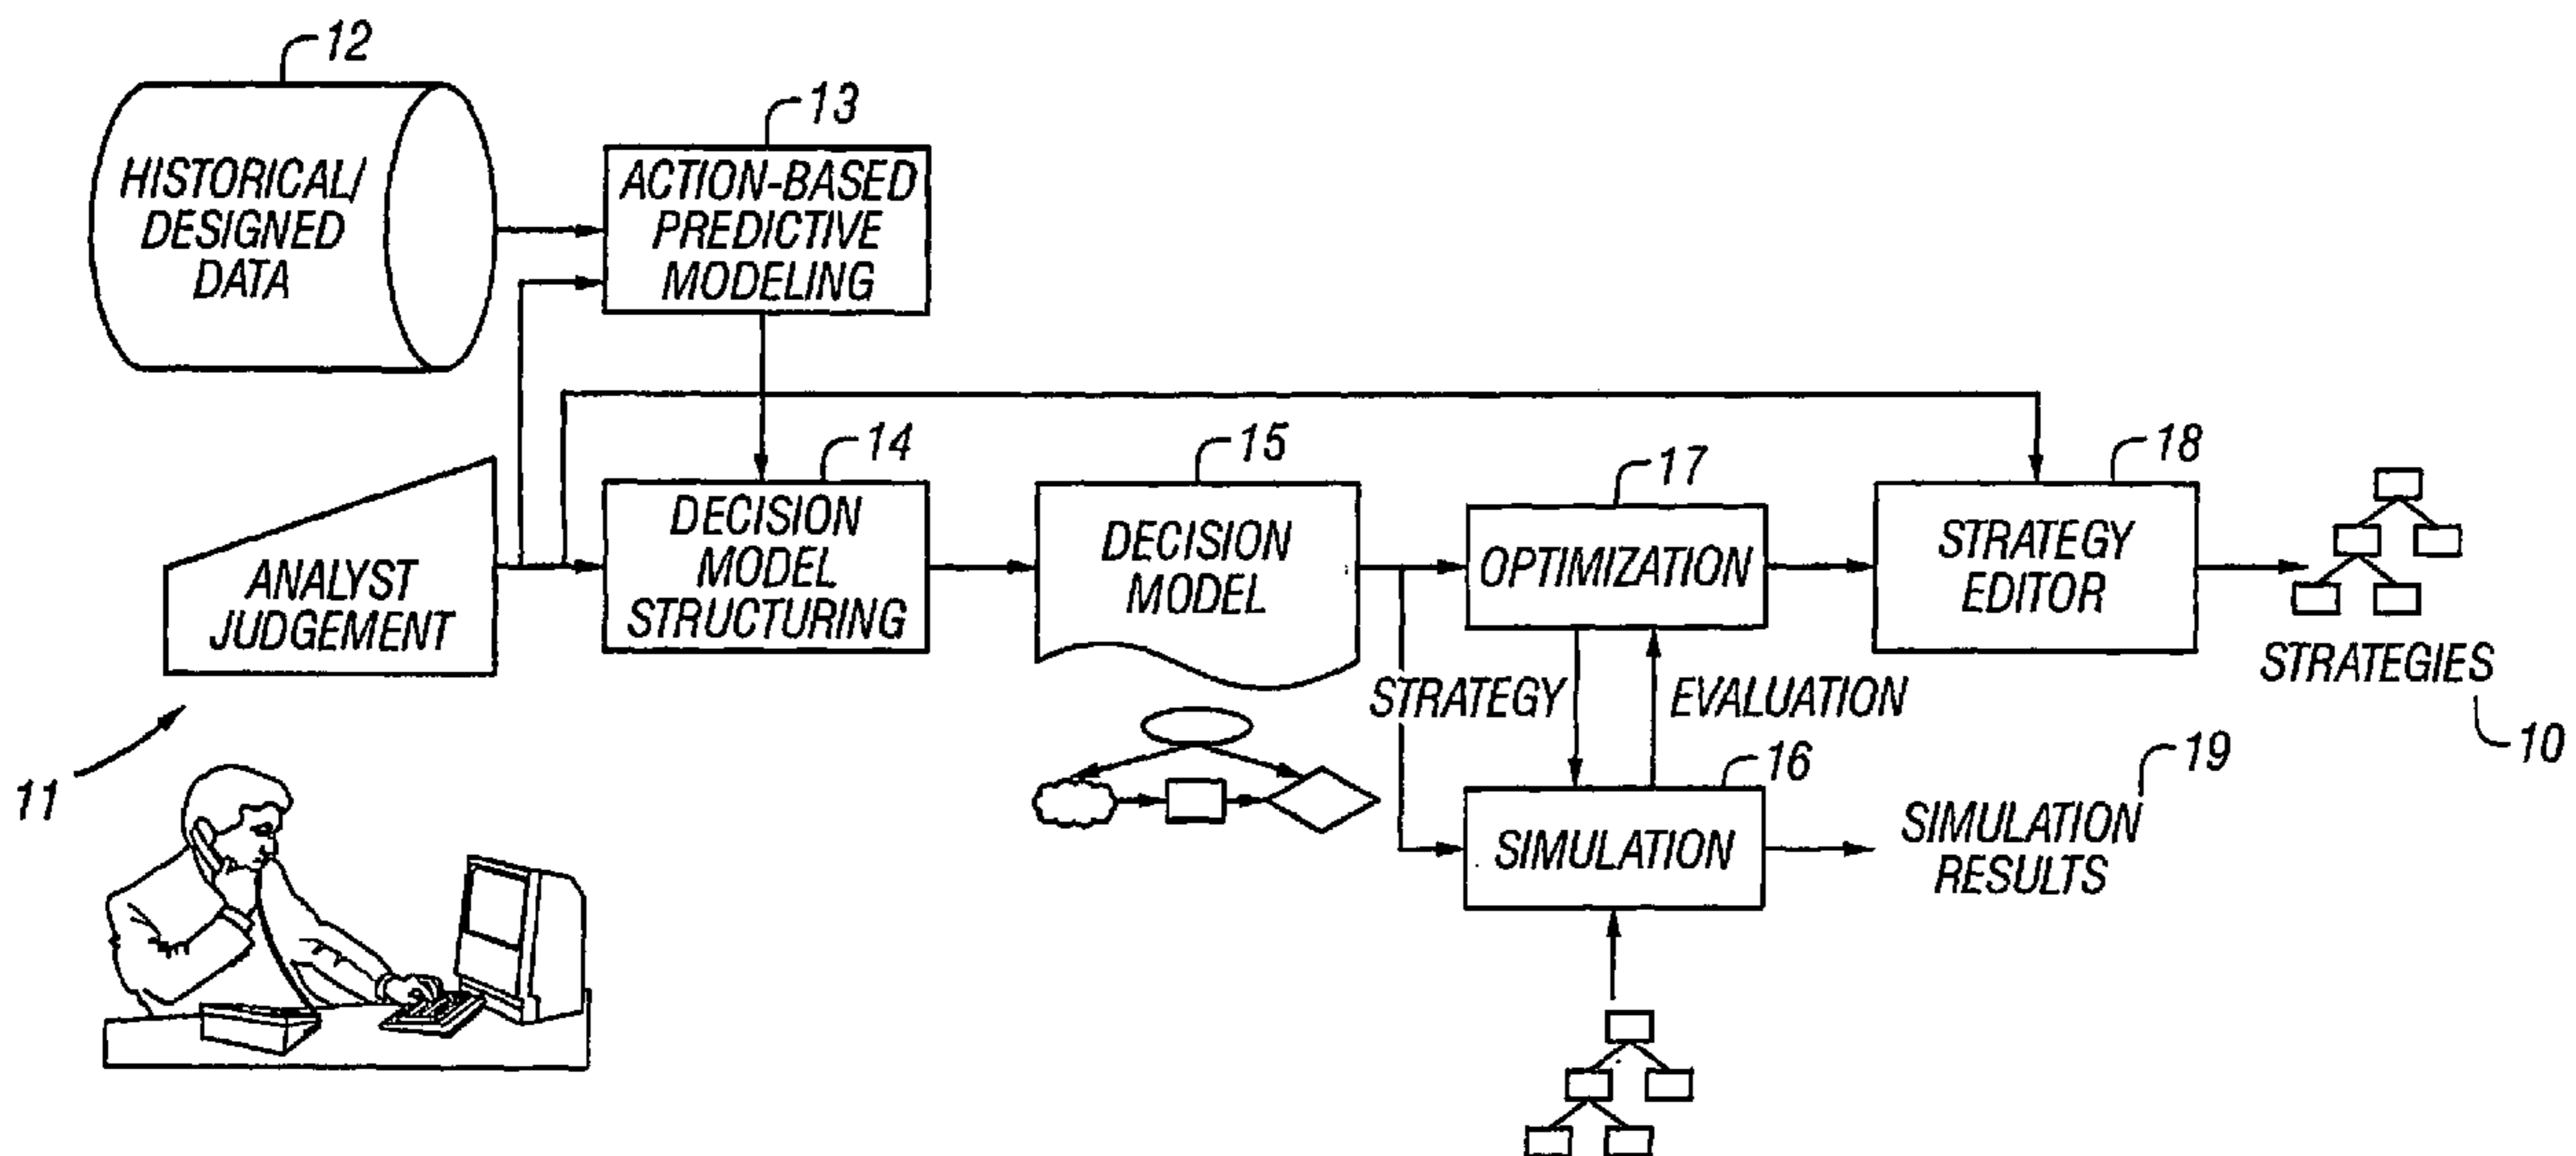 12
HISTORICAL/
DESIGNED
DATA
13
ACTION-BASED
PREDICTIVE
MODELING
ANALYST
JUDGEMENT
11
14
DECISION
MODEL
STRUCTURING
15
DECISION
MODEL
17
OPTIMIZATION
18
STRATEGY
EDITOR
STRATEGIES
10
STRATEGY
EVALUATION
16
SIMULATION
19
SIMULATION
RESULTS